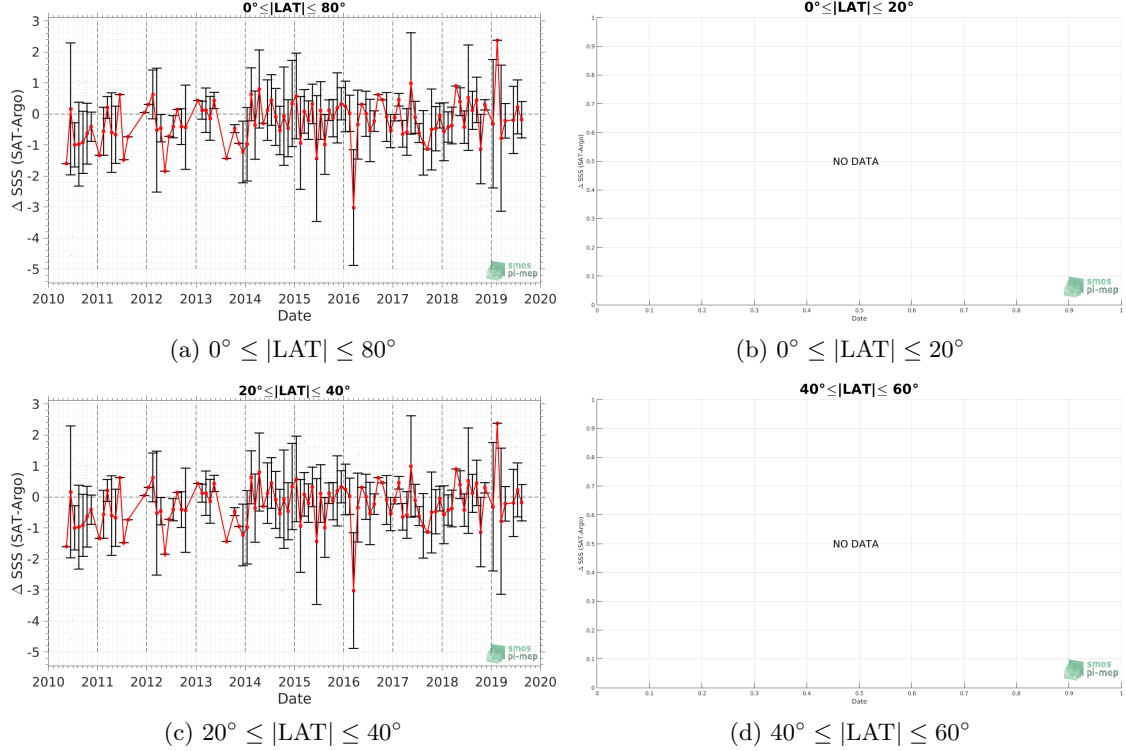 0°≤|LAT|≤ 80°
3
2
1
0
-1
-2
-3
-4
-5
Δ SSS (SAT-Argo)
2010 2011 2012 2013 2014 2015 2016 2017 2018 2019 2020
Date
smos
pi-mep
(a) 0° ≤ |LAT| ≤ 80°
0°≤|LAT|≤ 20°
1
0.9
0.8
0.7
0.6
0.5
0.4
0.3
0.2
0.1
0
Δ SSS (SAT-Argo)
NO DATA
0 0.1 0.2 0.3 0.4 0.5 0.6 0.7 0.8 0.9 1
Date
smos
pi-mep
(b) 0° ≤ |LAT| ≤ 20°
20°≤|LAT|≤ 40°
3
2
1
0
-1
-2
-3
-4
-5
Δ SSS (SAT-Argo)
2010 2011 2012 2013 2014 2015 2016 2017 2018 2019 2020
Date
smos
pi-mep
(c) 20° ≤ |LAT| ≤ 40°
40°≤|LAT|≤ 60°
1
0.9
0.8
0.7
0.6
0.5
0.4
0.3
0.2
0.1
0
Δ SSS (SAT-Argo)
NO DATA
0 0.1 0.2 0.3 0.4 0.5 0.6 0.7 0.8 0.9 1
Date
smos
pi-mep
(d) 40° ≤ |LAT| ≤ 60°